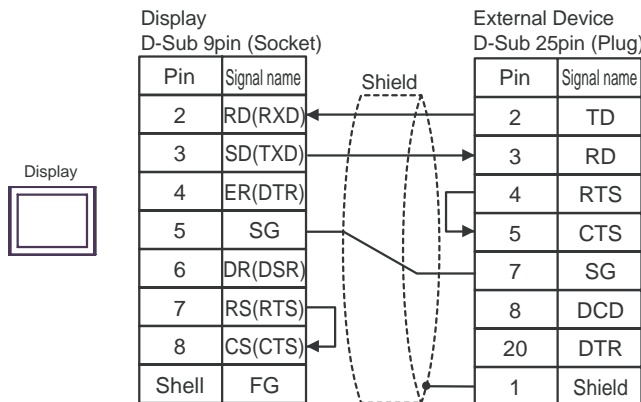 Display
D-Sub 9pin (Socket)
External Device
D-Sub 25pin (Plug)
Pin Signal name
Shield
Pin Signal name
2 RD(RXD) 2 TD
3 SD(TXD) 3 RD
Display
4 ER(DTR) 4 RTS
5 SG 5 CTS
6 DR(DSR) 7 SG
7 RS(RTS) 8 DCD
8 CS(CTS) 20 DTR
Shell FG 1 Shield